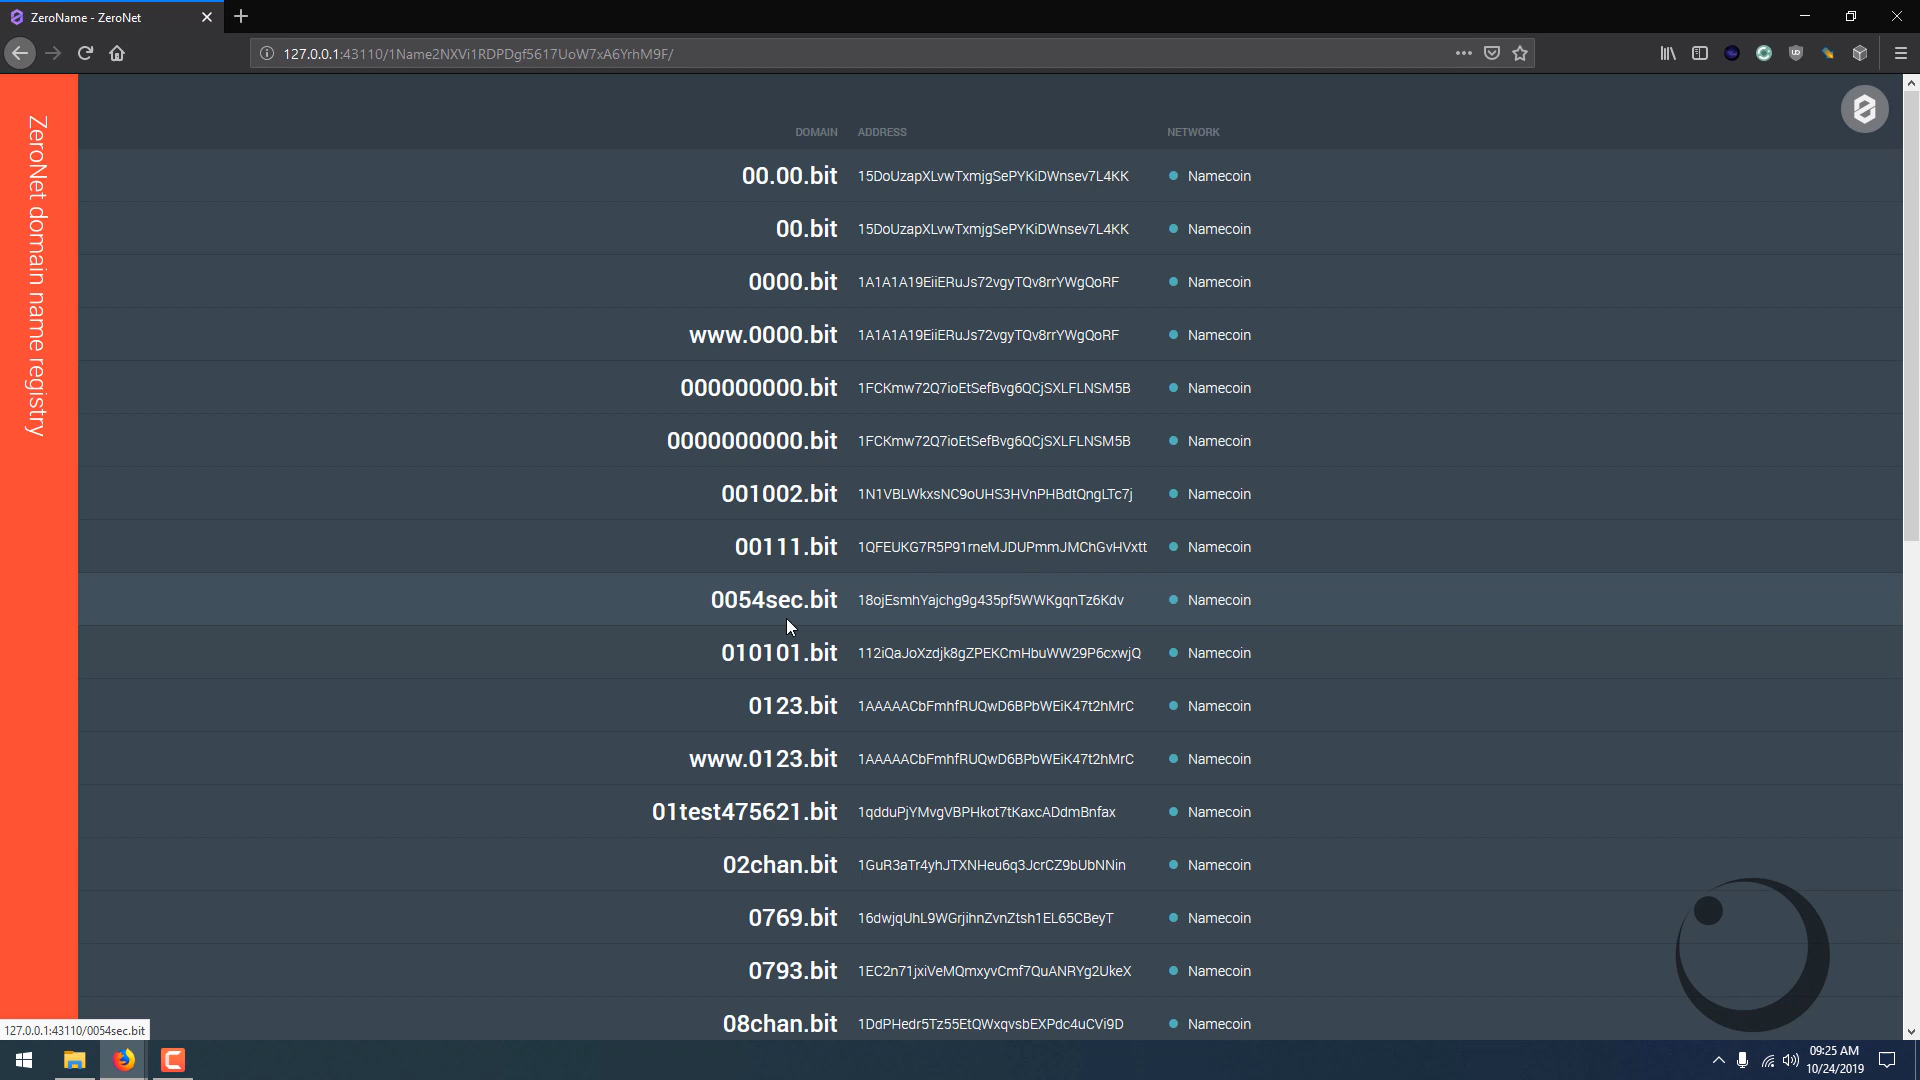 ZeroName - ZeroNet
127.0.0.1:43110/1Name2NXVi1RDPDgf5617UoW7xA6YrhM9F/
ZeroNet domain name registry
DOMAIN ADDRESS NETWORK
00.00.bit 15DoUzapXLvwTxmjgSePYKiDWnsev7L4KK Namecoin
00.bit 15DoUzapXLvwTxmjgSePYKiDWnsev7L4KK Namecoin
0000.bit 1A1A1A19EiiERuJs72vgyTQv8rrYWgQoRF Namecoin
www.0000.bit 1A1A1A19EiiERuJs72vgyTQv8rrYWgQoRF Namecoin
000000000.bit 1FCKmw72Q7ioEtSefBvg6QCjSXLFLNSM5B Namecoin
0000000000.bit 1FCKmw72Q7ioEtSefBvg6QCjSXLFLNSM5B Namecoin
001002.bit 1N1VBLWkxsNC9oUHS3HVnPHBdtQngLTc7j Namecoin
00111.bit 1QFEUKG7R5P91rneMJDUPmmJMChGvHVxtt Namecoin
0054sec.bit 18ojEsmhYajchg9g435pf5WWKgqnTz6Kdv Namecoin
010101.bit 112iQaJoXzdjk8gZPEKCmHbuWW29P6cxwjQ Namecoin
0123.bit 1AAAAACbFmhfRUQwD6BPbWEiK47t2hMrC Namecoin
www.0123.bit 1AAAAACbFmhfRUQwD6BPbWEiK47t2hMrC Namecoin
01test475621.bit 1qdduPjYMvgVBPHkot7tKaxcADdmBnfax Namecoin
02chan.bit 1GuR3aTr4yhJTXNHeu6q3JcrCZ9bUbNNin Namecoin
0769.bit 16dwjqUhL9WGrjihnZvnZtsh1EL65CBeyT Namecoin
0793.bit 1EC2n71jxiVeMQmxyvCmf7QuANRYg2UkeX Namecoin
08chan.bit 1DdPHedr5Tz55EtQWxqvsbEXPdc4uCVi9D Namecoin
127.0.0.1:43110/0054sec.bit
09:25 AM
10/24/2019